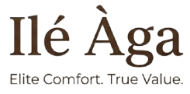 Ilé Àga
Elite Comfort. True Value.